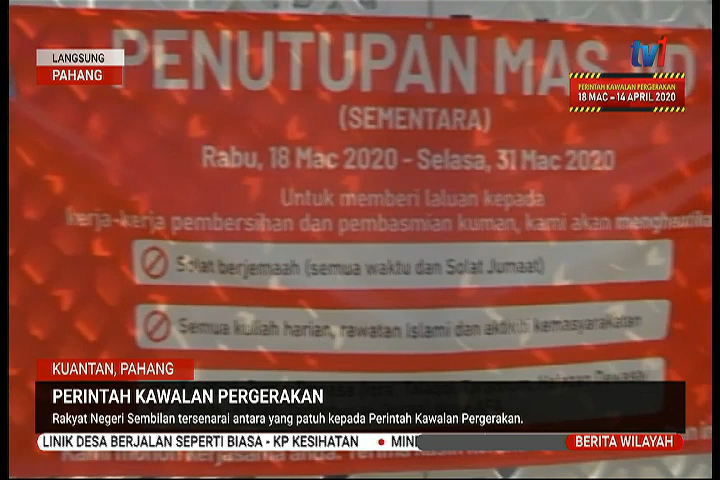 LANGSUNG
PAHANG
tv1
PERINTAH KAWALAN PERGERAKAN
18 MAC – 14 APRIL 2020
PENUTUPAN
(SEMENTARA)
Rabu, 18 Mac 2020 - Selasa, 31 Mac 2020
Untuk memberi laluan kepada
kerja-kerja pembersihan dan pembasmian kuman, kami akan
Solat berjemaah (semua waktu dan Solat Jumaat)
Semua kuliah harian, rawatan Islami dan aktiviti kemasyarakatan
KUANTAN, PAHANG
PERINTAH KAWALAN PERGERAKAN
Rakyat Negeri Sembilan tersenarai antara yang patuh kepada Perintah Kawalan Pergerakan.
LINIK DESA BERJALAN SEPERTI BIASA - KP KESIHATAN • MIN
BERITA WILAYAH